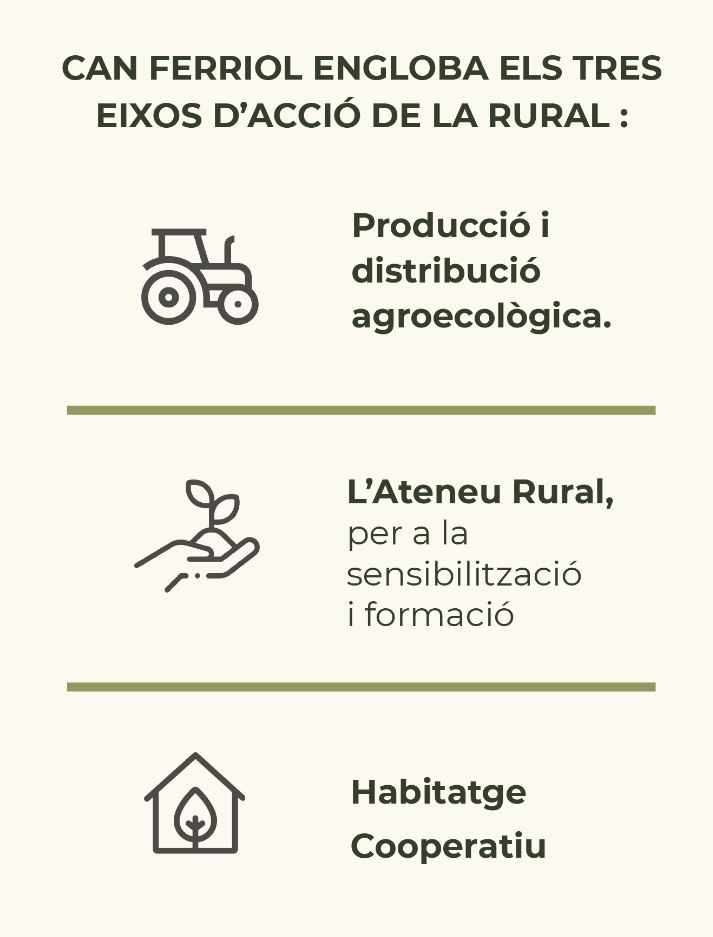 CAN FERRIOL ENGLOBA ELS TRES
EIXOS D’ACCIÓ DE LA RURAL :
Producció i
distribució
agroecològica.
L’Ateneu Rural,
per a la
sensibilització
i formació
Habitatge
Cooperatiu